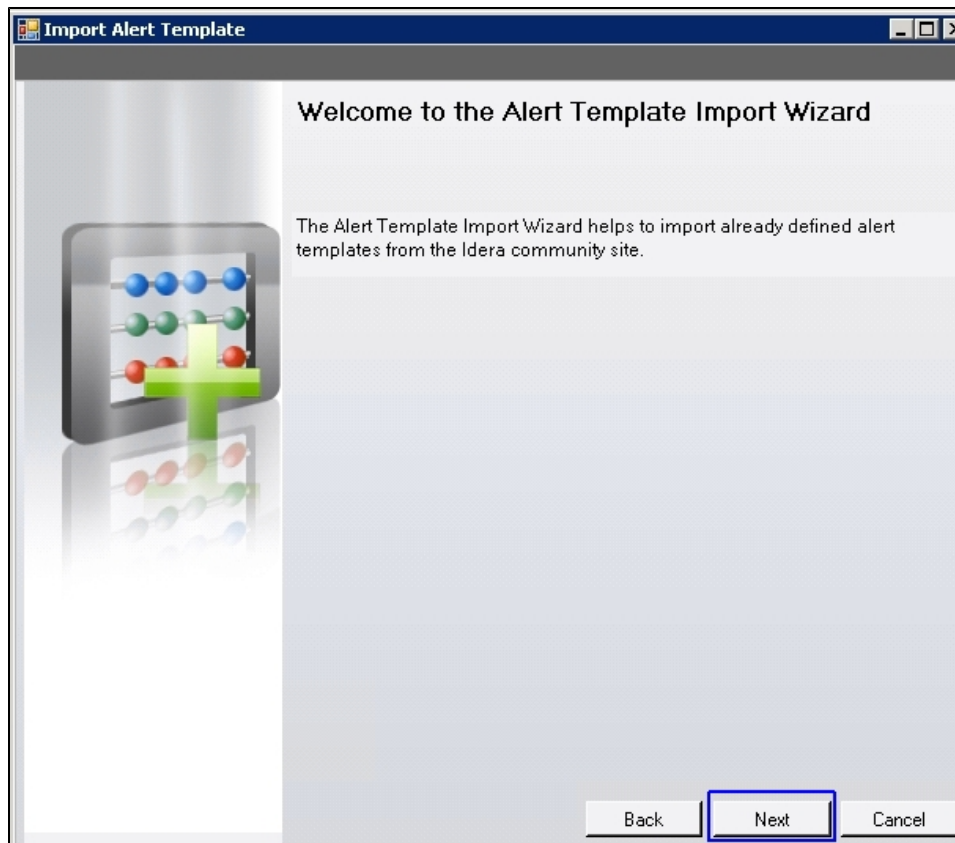 Import Alert Template
Welcome to the Alert Template Import Wizard
The Alert Template Import Wizard helps to import already defined alert
templates from the Idera community site.
Back Next Cancel